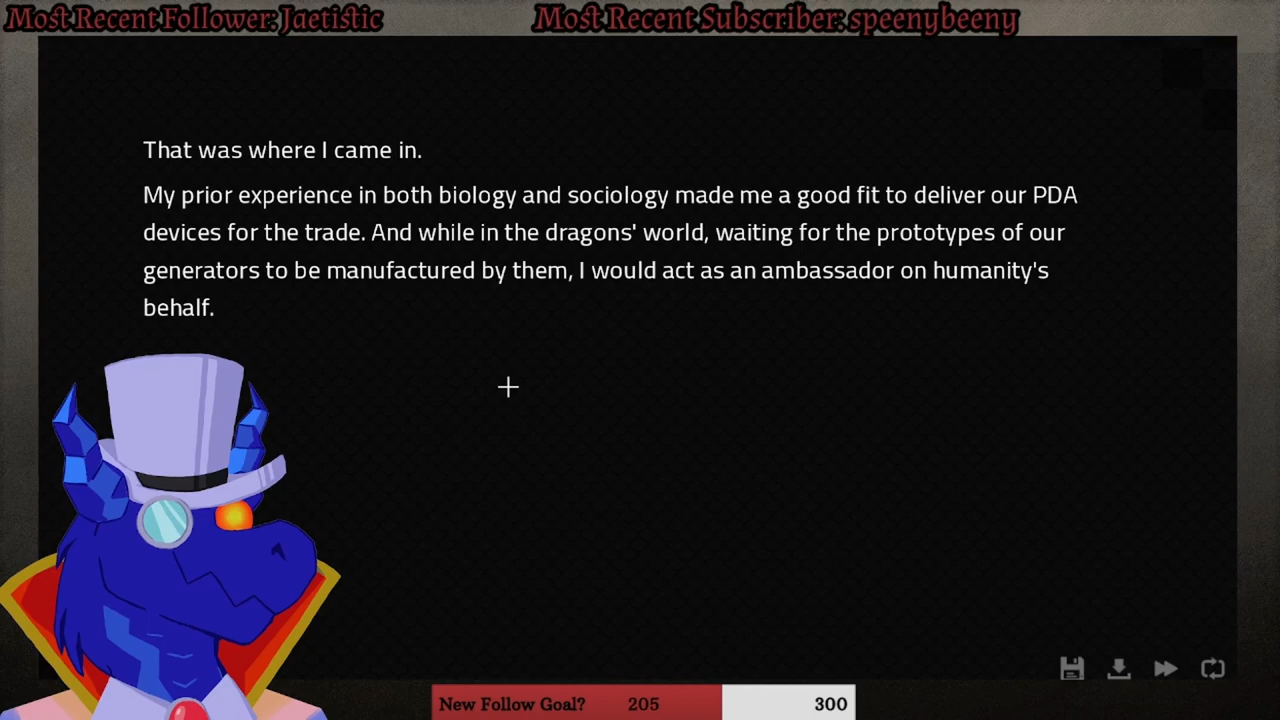 Most Recent Follower: Jaetistic
Most Recent Subscriber: speenybeeny
That was where I came in.
My prior experience in both biology and sociology made me a good fit to deliver our PDA
devices for the trade. And while in the dragons' world, waiting for the prototypes of our
generators to be manufactured by them, I would act as an ambassador on humanity's
behalf.
New Follow Goal? 205 300